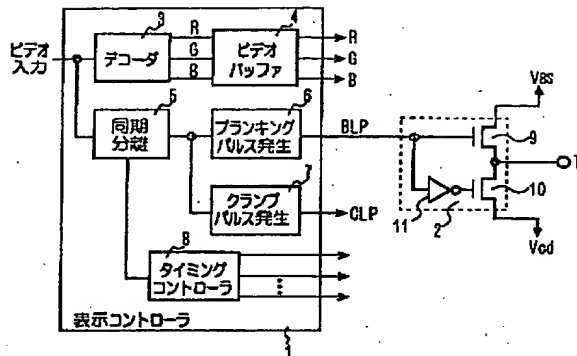 ビデオ
入力
3
デコーダ
R
G
B
4
ビデオ
バッファ
R
G
B
5
同期
分離
6
ブランキング
パルス発生
BLP
7
クランプ
パルス発生
CLP
8
タイミング
コントローラ
表示コントローラ
1
VBS
9
T
10
11
2
Vcd